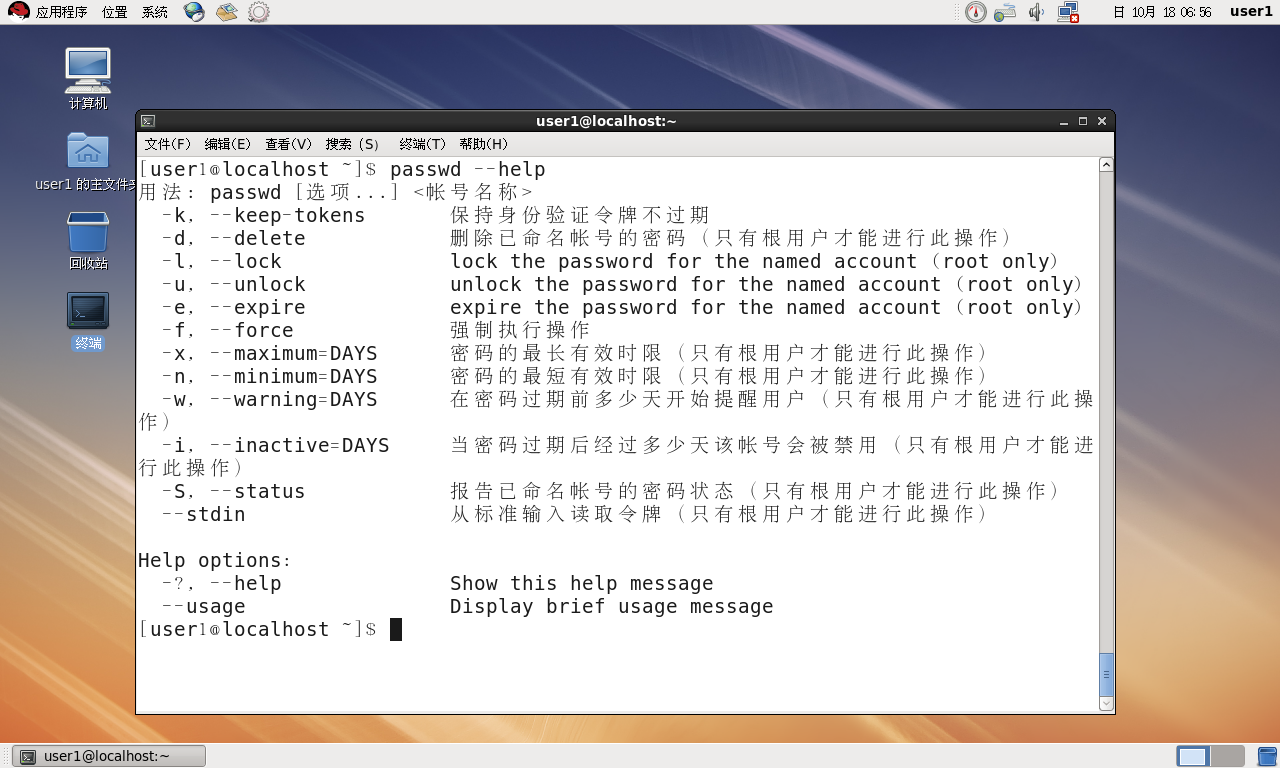 应用程序 位置 系统
日 10月 18 06:56 user1
计算机
user1 的主文件夹
回收站
终端
user1@localhost:~
文件(F) 编辑(E) 查看(V) 搜索 (S) 终端(T) 帮助(H)
[user1@localhost ~]$ passwd --help
用法: passwd [选项...] <帐号名称>
-k, --keep-tokens 保持身份验证令牌不过期
-d, --delete 删除已命名帐号的密码（只有根用户才能进行此操作）
-l, --lock lock the password for the named account (root only)
-u, --unlock unlock the password for the named account (root only)
-e, --expire expire the password for the named account (root only)
-f, --force 强制执行操作
-x, --maximum=DAYS 密码的最长有效时限（只有根用户才能进行此操作）
-n, --minimum=DAYS 密码的最短有效时限（只有根用户才能进行此操作）
-w, --warning=DAYS 在密码过期前多少天开始提醒用户（只有根用户才能进行此操
作）
-i, --inactive=DAYS 当密码过期后经过多少天该帐号会被禁用（只有根用户才能进
行此操作）
-S, --status 报告已命名帐号的密码状态（只有根用户才能进行此操作）
--stdin 从标准输入读取令牌（只有根用户才能进行此操作）
Help options:
-?, --help Show this help message
--usage Display brief usage message
[user1@localhost ~]$
user1@localhost:~